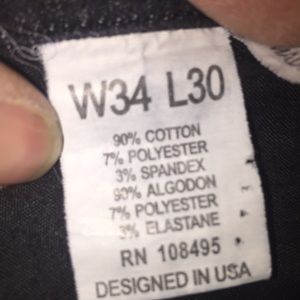 W34 L30
90% COTTON
7% POLYESTER
3% SPANDEX
90% ALGODON
7% POLYESTER
3% ELASTANE
RN 108495
DESIGNED IN USA